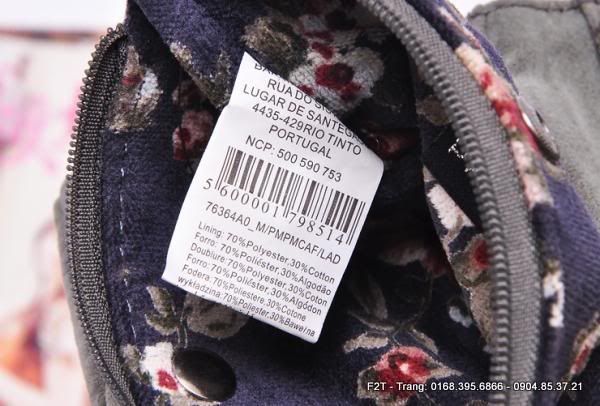 RUA DO S
LUGAR DE SANTEG
4435-429 RIO TINTO
PORTUGAL
NCP: 500 590 753
5 600001 798514
76364A0_M/PMPMCAF/LAD
Lining: 70%Polyester,30%Cotton
Forro: 70%Poliéster,30%Algodão
Doublure: 70%Polyester,30%Coton
Forro: 70%Poliéster,30%Algodón
Fodera:70%Poliestere,30%Cotone
wykładzina:70%Poliester,30%Bawełna
F2T - Trang: 0168.395.6866 - 0904.85.37.21